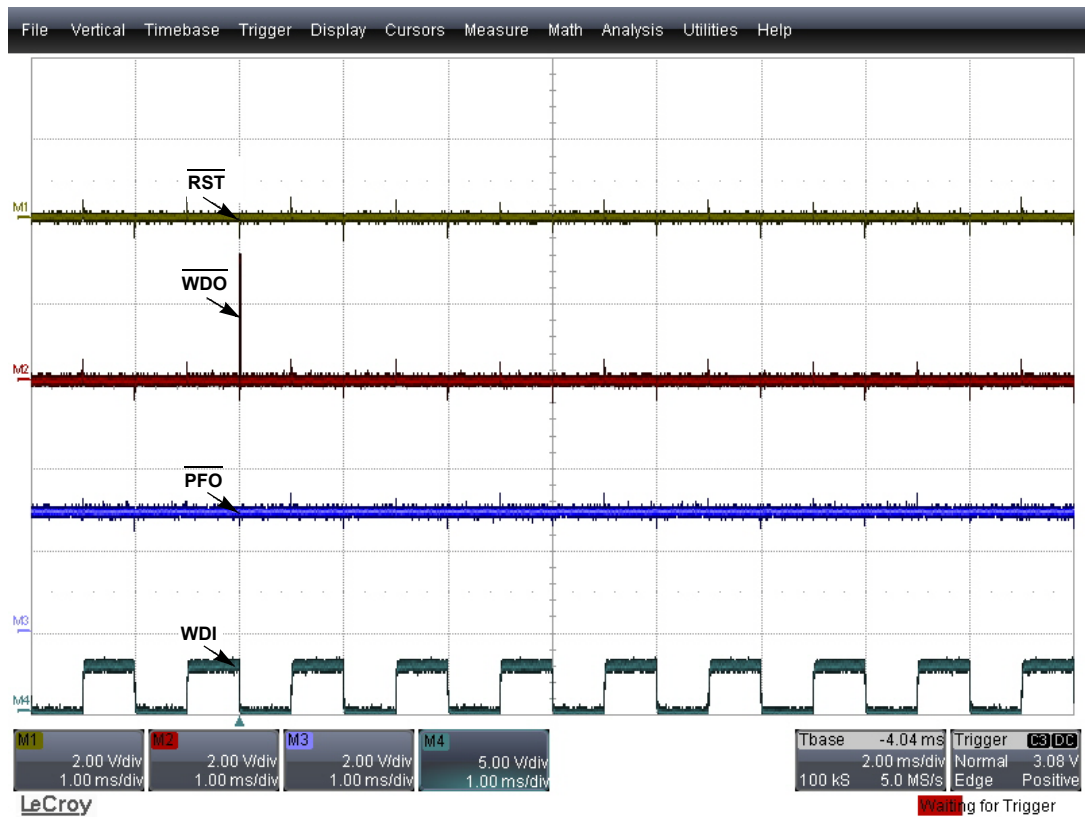 File Vertical Timebase Trigger Display Cursors Measure Math Analysis Utilities Help
RST
M1
WDO
M2
PFO
M3
WDI
M4
M1
2.00 V/div
1.00 ms/div
M2
2.00 V/div
1.00 ms/div
M3
2.00 V/div
1.00 ms/div
M4
5.00 V/div
1.00 ms/div
Tbase -4.04 ms
2.00 ms/div
100 kS 5.0 MS/s
Trigger C3 DC
Normal 3.08 V
Edge Positive
LeCroy
Waiting for Trigger